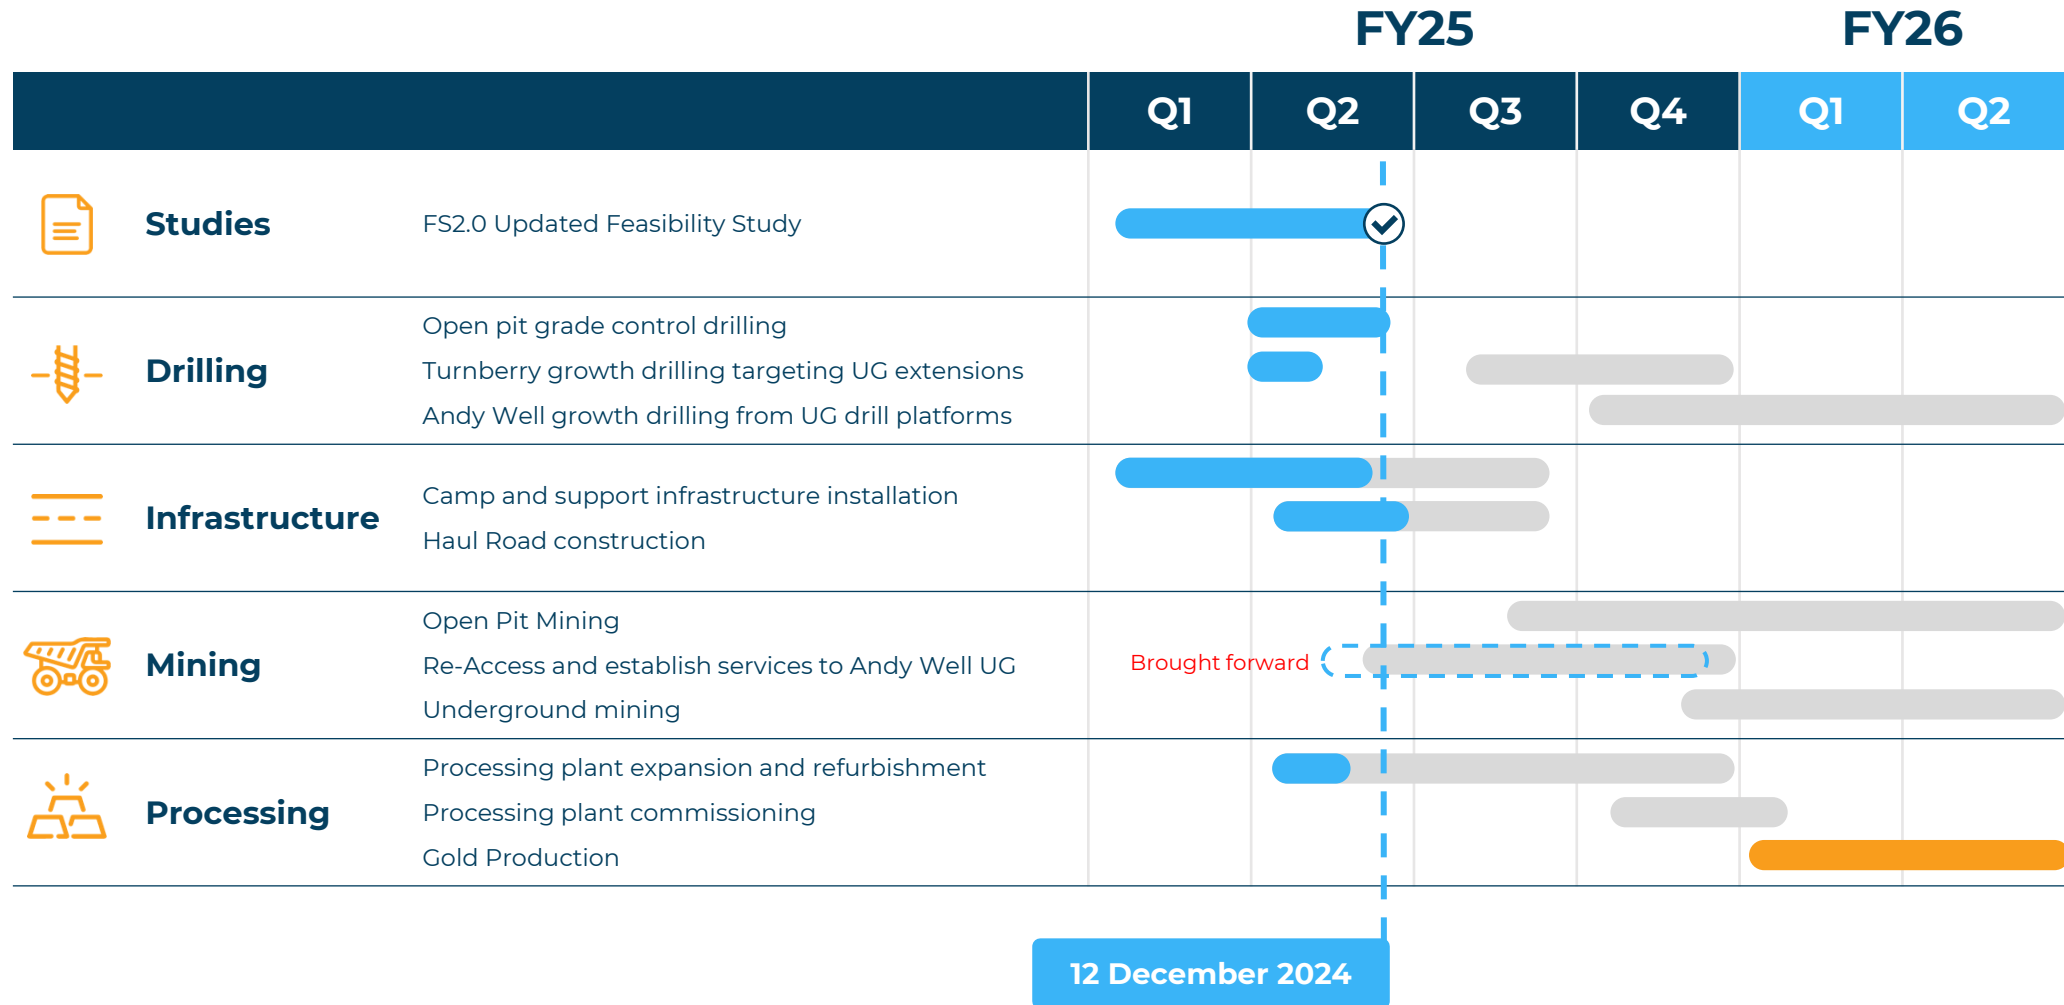 FY25 FY26
Q1 Q2 Q3 Q4 Q1 Q2
Studies
FS2.0 Updated Feasibility Study
Drilling
Open pit grade control drilling
Turnberry growth drilling targeting UG extensions
Andy Well growth drilling from UG drill platforms
Infrastructure
Camp and support infrastructure installation
Haul Road construction
Mining
Open Pit Mining
Re-Access and establish services to Andy Well UG
Brought forward
Underground mining
Processing
Processing plant expansion and refurbishment
Processing plant commissioning
Gold Production
12 December 2024